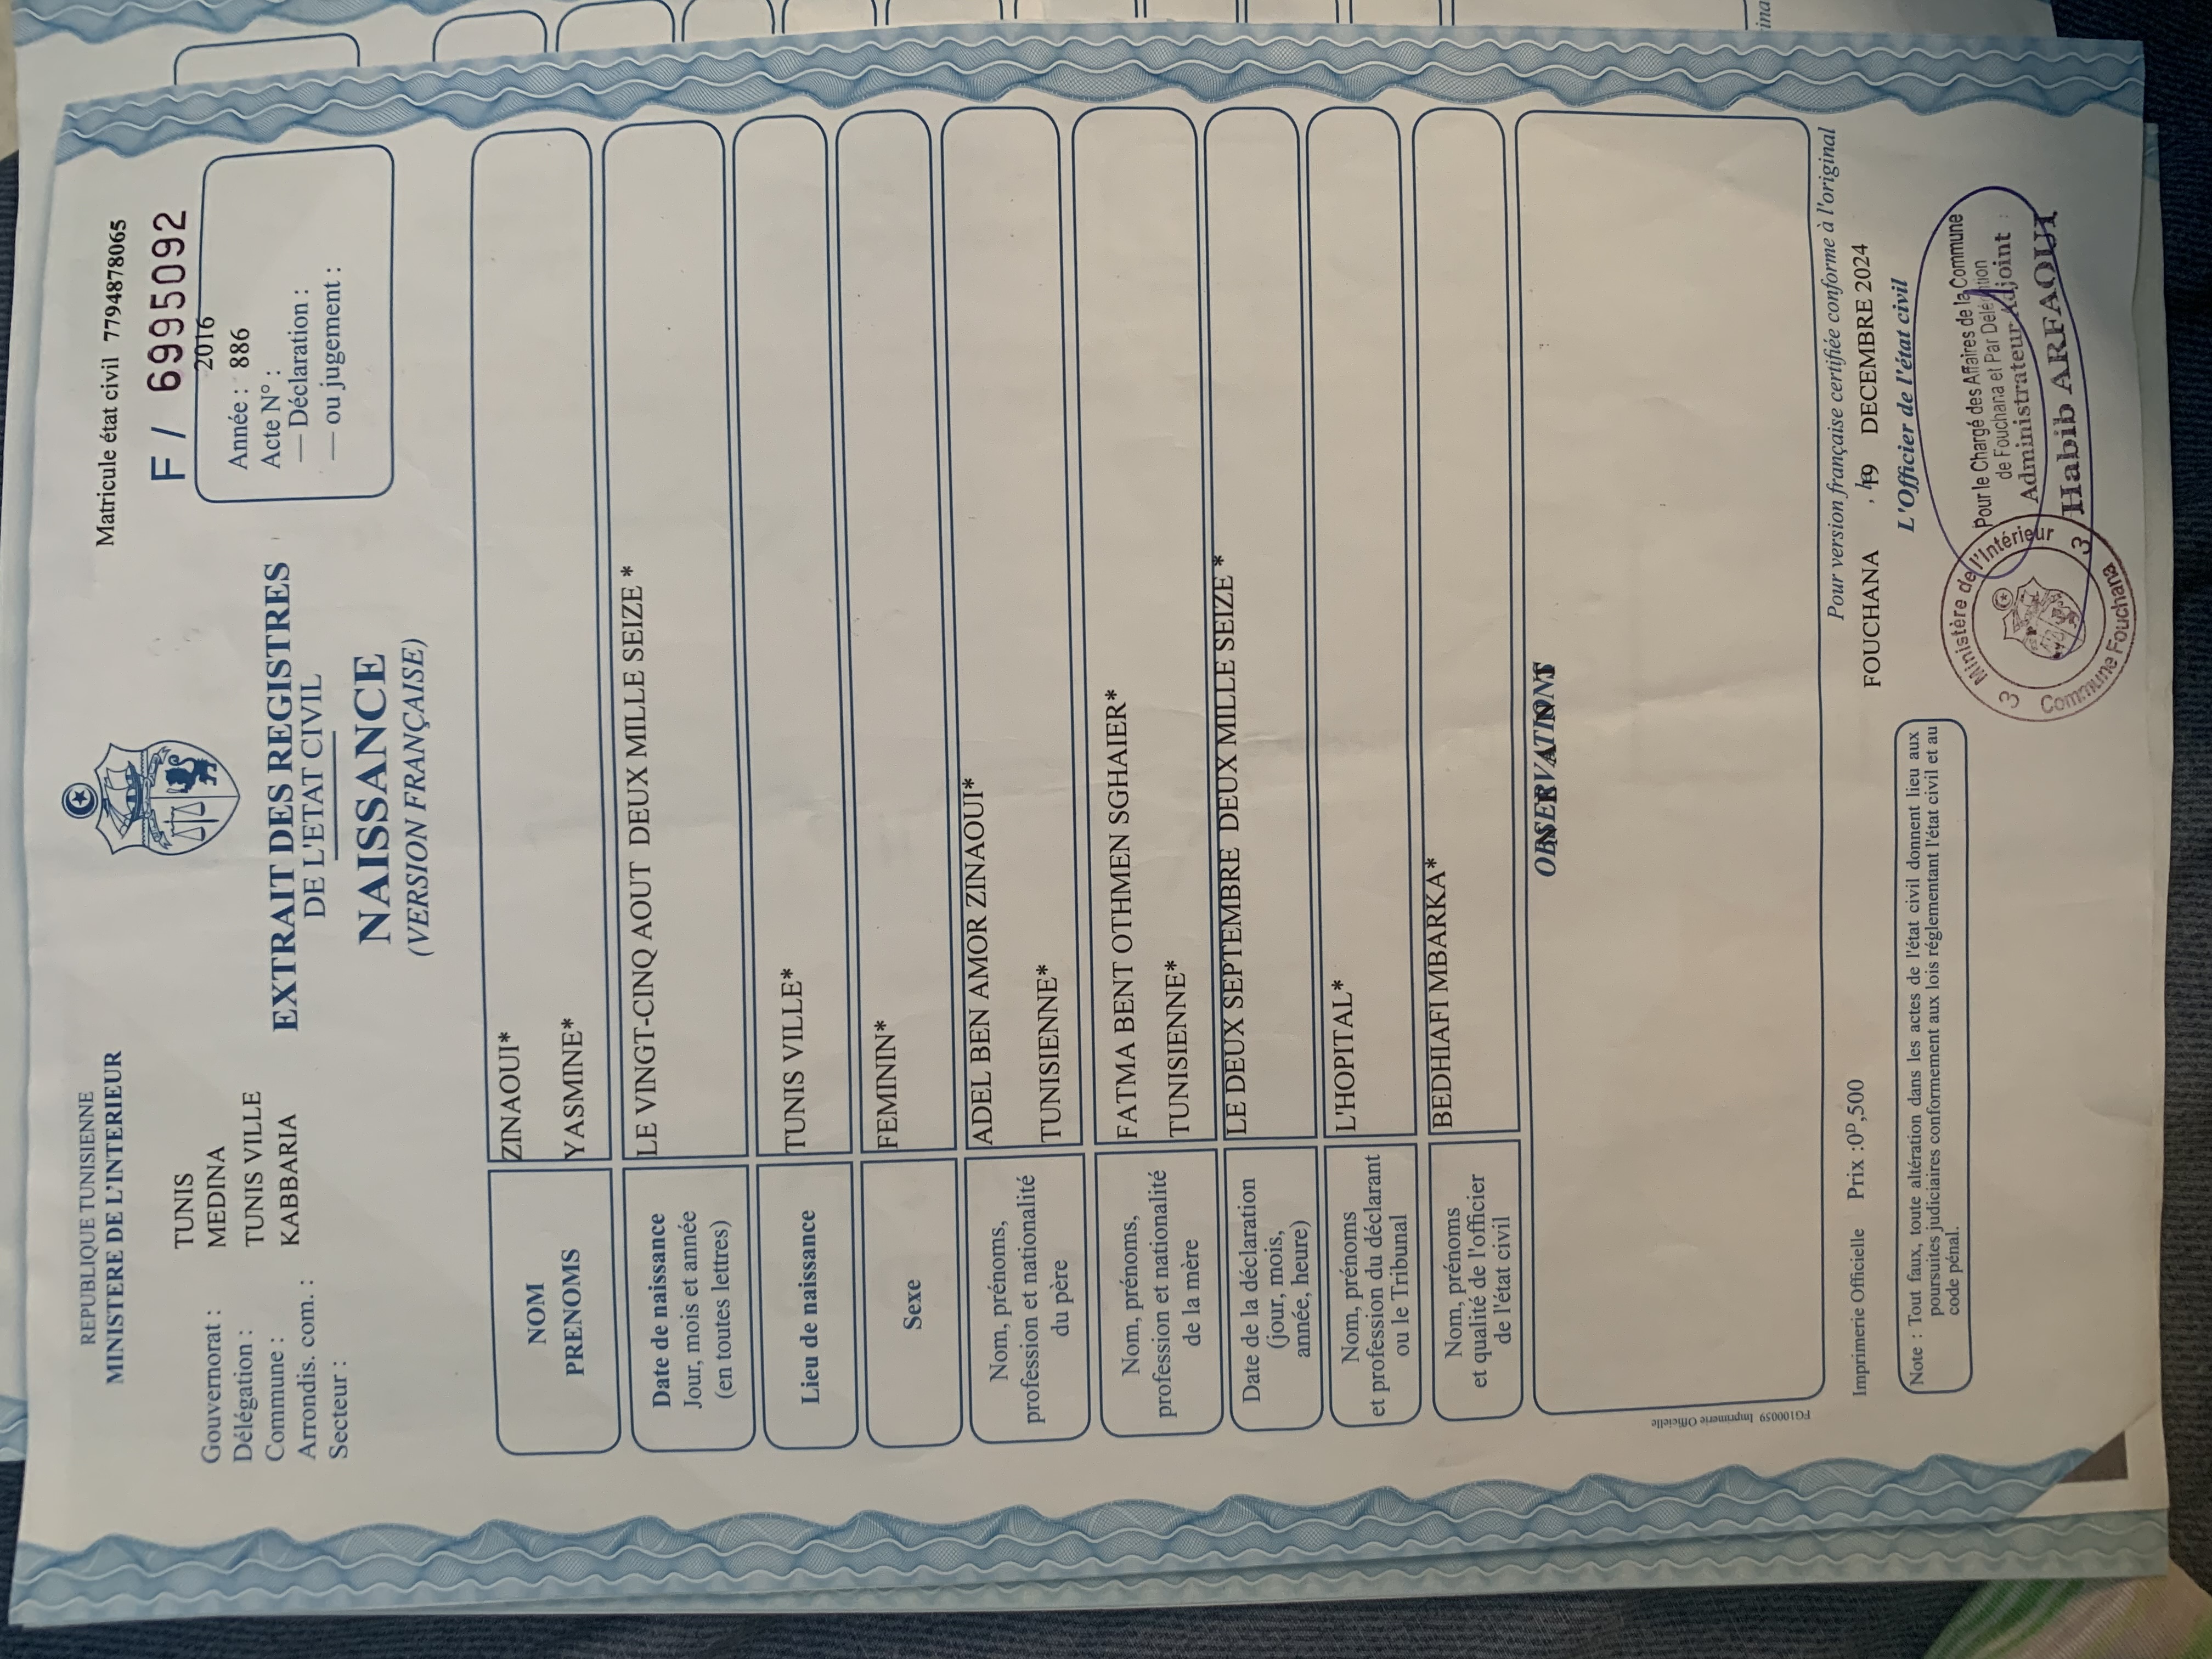 REPUBLIQUE TUNISIENNE
MINISTERE DE L'INTERIEUR
Matricule état civil 7794878065
F / 6995092
Gouvernorat : TUNIS
Délégation : MEDINA
Commune : TUNIS VILLE
Arrondis. com. : KABBARIA
Secteur :
2016
Année : 886
Acte N° :
— Déclaration :
— ou jugement :
EXTRAIT DES REGISTRES
DE L'ETAT CIVIL
NAISSANCE
(VERSION FRANÇAISE)
NOM
PRENOMS
ZINAOUI*
YASMINE*
Date de naissance
Jour, mois et année
(en toutes lettres)
LE VINGT-CINQ AOUT DEUX MILLE SEIZE *
Lieu de naissance
TUNIS VILLE*
Sexe
FEMININ*
Nom, prénoms,
profession et nationalité
du père
ADEL BEN AMOR ZINAOUI*
TUNISIENNE*
Nom, prénoms,
profession et nationalité
de la mère
FATMA BENT OTHMEN SGHAIER*
TUNISIENNE*
Date de la déclaration
(jour, mois,
année, heure)
LE DEUX SEPTEMBRE DEUX MILLE SEIZE *
Nom, prénoms
et profession du déclarant
ou le Tribunal
L'HOPITAL*
Nom, prénoms
et qualité de l'officier
de l'état civil
BEDHIAFI MBARKA*
OBSERVATIONS
FG100059 Imprimerie Officielle
Pour version française certifiée conforme à l'original
Imprimerie Officielle Prix :0ᴰ,500
FOUCHANA , DECEMBRE 2024
L'Officier de l'état civil
Note : Tout faux, toute altération dans les actes de l'état civil donnent lieu aux
poursuites judiciaires conformement aux lois réglementant l'état civil et au
code pénal.
Pour le Chargé des Affaires de la Commune
de Fouchana et Par Délégation
Administrateur Adjoint
Habib ARFAOUI
Ministère de l'Intérieur
3 3
Commune Fouchana